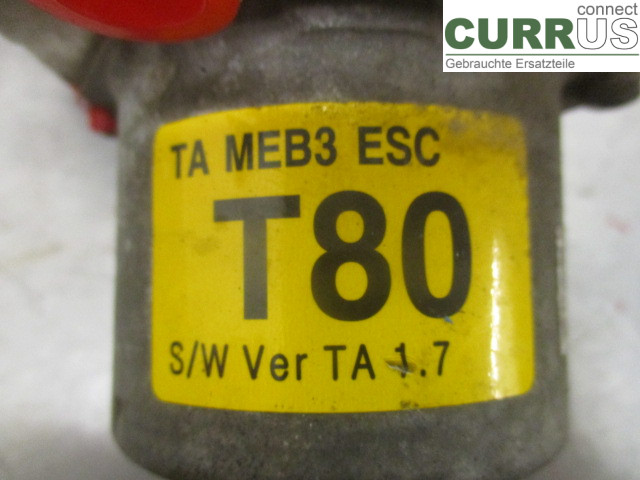 connect
CURRUS
Gebrauchte Ersatzteile
TA MEB3 ESC
T80
S/W Ver TA 1.7